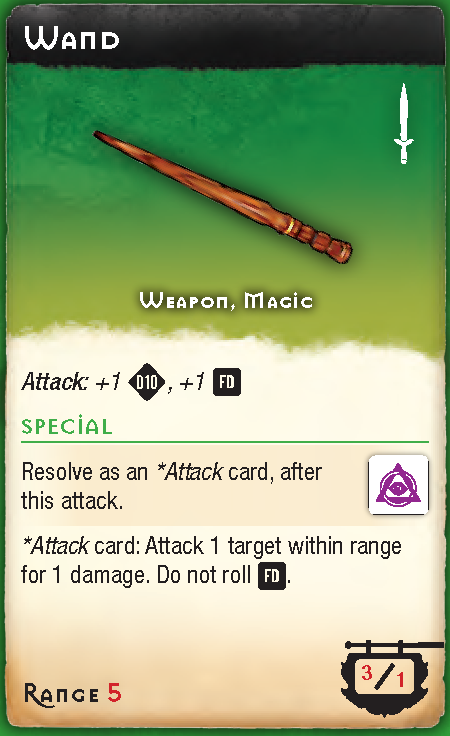 Wand
Weapon, Magic
Attack: +1 D10, +1 FD
SPECIAL
Resolve as an *Attack card, after
this attack.
*Attack card: Attack 1 target within range
for 1 damage. Do not roll FD.
Range 5
3/1